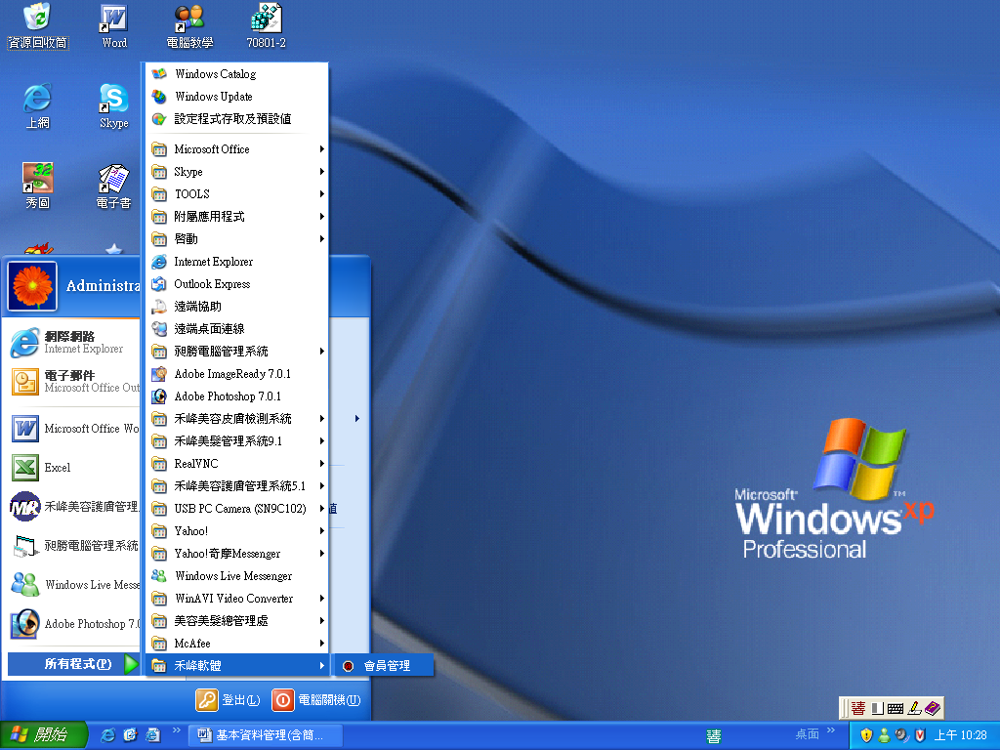 資源回收筒
Word
電腦教學
70801-2
上網
Skype
秀圖
電子書
Windows Catalog
Windows Update
設定程式存取及預設值
Microsoft Office
Skype
TOOLS
附屬應用程式
啓動
Internet Explorer
Outlook Express
遠端協助
遠端桌面連線
昶勝電腦管理系統
Adobe ImageReady 7.0.1
Adobe Photoshop 7.0.1
禾峰美容皮膚檢測系統
禾峰美髮管理系統9.1
RealVNC
禾峰美容護膚管理系統5.1
USB PC Camera (SN9C102)
Yahoo!
Yahoo!奇摩Messenger
Windows Live Messenger
WinAVI Video Converter
美容美髮總管理處
McAfee
禾峰軟體
會員管理
Administra
網際網路
Internet Explorer
電子郵件
Microsoft Office Out
Microsoft Office Wo
Excel
禾峰美容護膚管理
昶勝電腦管理系統
Windows Live Messe
Adobe Photoshop 7.0
所有程式(P)
值
登出(L)
電腦關機(U)
Microsoft®
Windows xp™
Professional
開始
基本資料管理(含簡...
桌面
上午 10:28